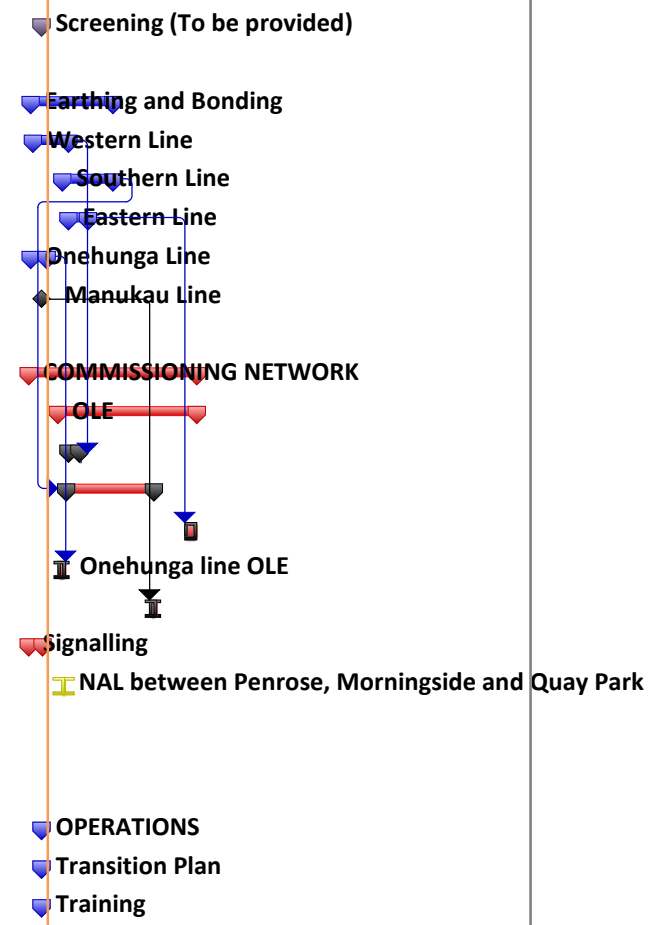 Screening (To be provided)
Earthing and Bonding
Western Line
Southern Line
Eastern Line
Onehunga Line
Manukau Line
COMMISSIONING NETWORK
OLE
Onehunga line OLE
Signalling
NAL between Penrose, Morningside and Quay Park
OPERATIONS
Transition Plan
Training